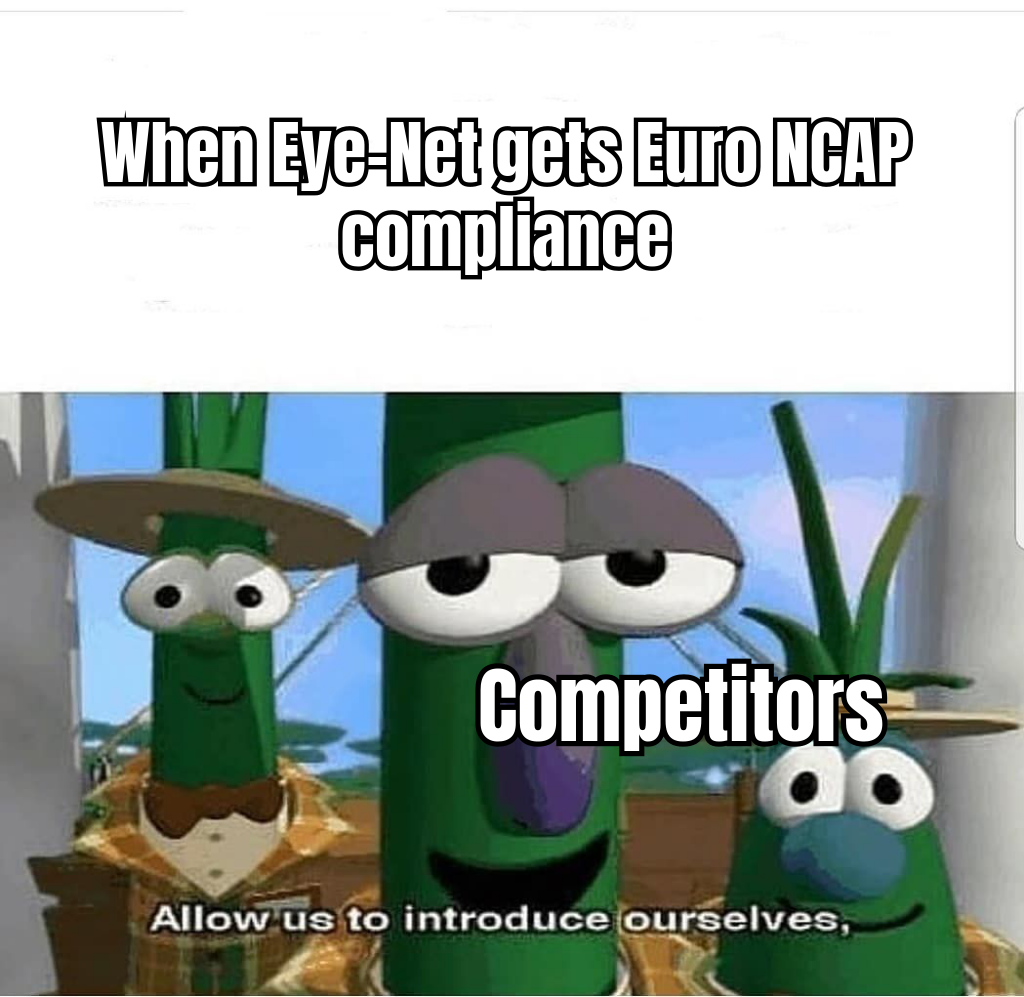 When Eye-Net gets Euro NCAP
compliance
Competitors
Allow us to introduce ourselves,